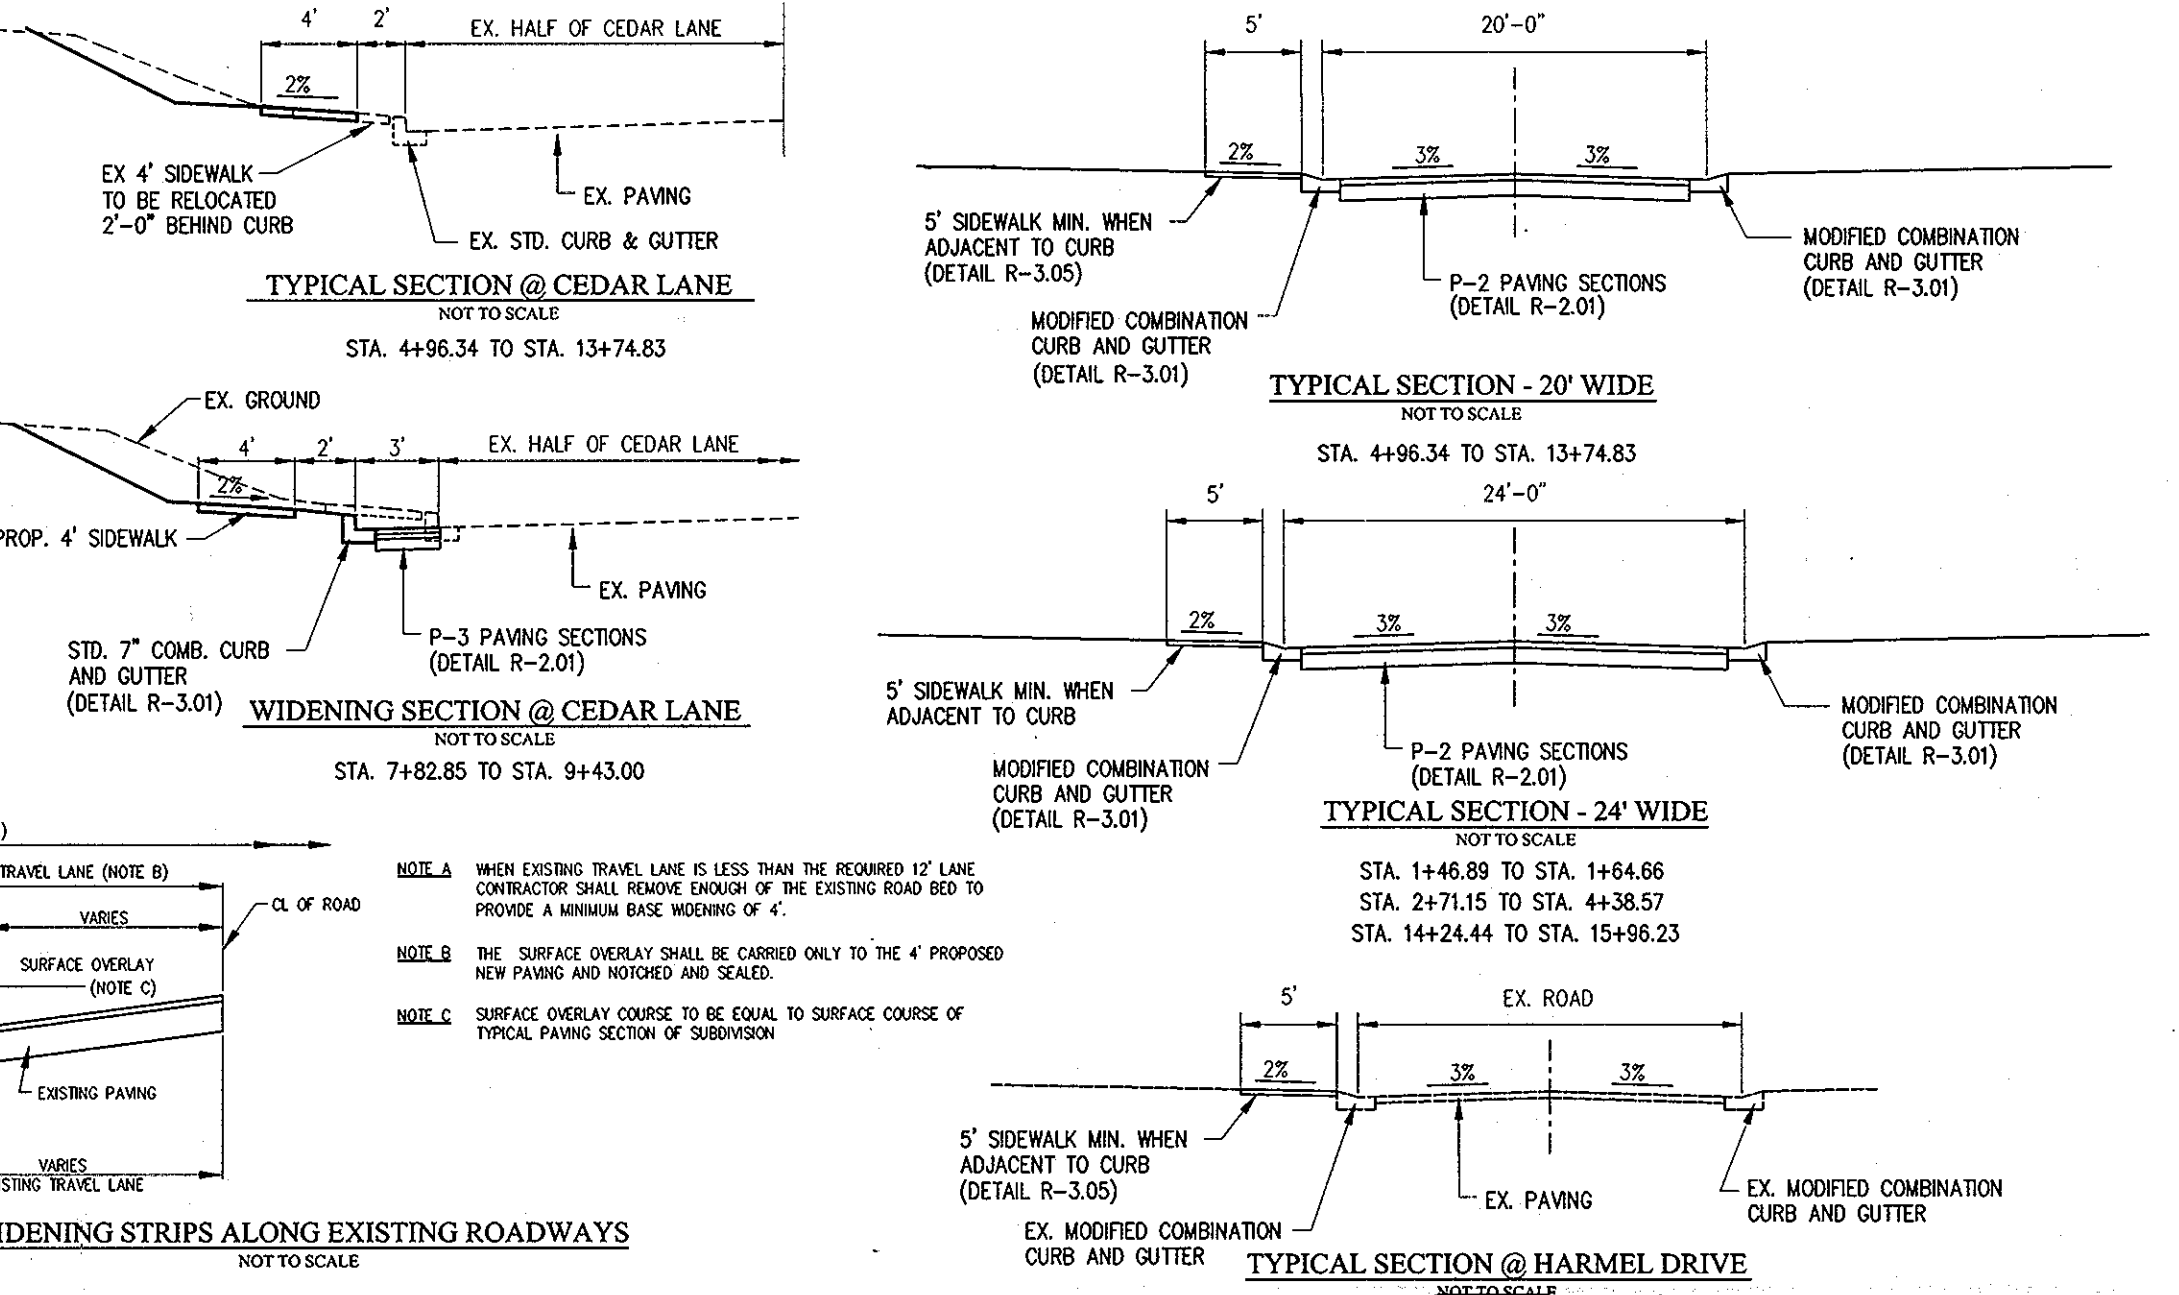 4' 2' EX. HALF OF CEDAR LANE
2%
EX 4' SIDEWALK
TO BE RELOCATED
2'-0" BEHIND CURB
EX. PAVING
EX. STD. CURB & GUTTER
TYPICAL SECTION @ CEDAR LANE
NOT TO SCALE
STA. 4+96.34 TO STA. 13+74.83
EX. GROUND
4' 2' 3' EX. HALF OF CEDAR LANE
2%
PROP. 4' SIDEWALK
EX. PAVING
STD. 7" COMB. CURB
AND GUTTER
(DETAIL R-3.01)
P-3 PAVING SECTIONS
(DETAIL R-2.01)
WIDENING SECTION @ CEDAR LANE
NOT TO SCALE
STA. 7+82.85 TO STA. 9+43.00
)
TRAVEL LANE (NOTE B)
VARIES
CL OF ROAD
SURFACE OVERLAY
(NOTE C)
EXISTING PAVING
VARIES
STING TRAVEL LANE
IDENING STRIPS ALONG EXISTING ROADWAYS
NOT TO SCALE
NOTE A WHEN EXISTING TRAVEL LANE IS LESS THAN THE REQUIRED 12' LANE
CONTRACTOR SHALL REMOVE ENOUGH OF THE EXISTING ROAD BED TO
PROVIDE A MINIMUM BASE WIDENING OF 4'.
NOTE B THE SURFACE OVERLAY SHALL BE CARRIED ONLY TO THE 4' PROPOSED
NEW PAVING AND NOTCHED AND SEALED.
NOTE C SURFACE OVERLAY COURSE TO BE EQUAL TO SURFACE COURSE OF
TYPICAL PAVING SECTION OF SUBDIVISION
5' 20'-0"
2% 3% 3%
5' SIDEWALK MIN. WHEN
ADJACENT TO CURB
(DETAIL R-3.05)
MODIFIED COMBINATION
CURB AND GUTTER
(DETAIL R-3.01)
P-2 PAVING SECTIONS
(DETAIL R-2.01)
MODIFIED COMBINATION
CURB AND GUTTER
(DETAIL R-3.01)
TYPICAL SECTION - 20' WIDE
NOT TO SCALE
STA. 4+96.34 TO STA. 13+74.83
5' 24'-0"
2% 3% 3%
5' SIDEWALK MIN. WHEN
ADJACENT TO CURB
MODIFIED COMBINATION
CURB AND GUTTER
(DETAIL R-3.01)
P-2 PAVING SECTIONS
(DETAIL R-2.01)
MODIFIED COMBINATION
CURB AND GUTTER
(DETAIL R-3.01)
TYPICAL SECTION - 24' WIDE
NOT TO SCALE
STA. 1+46.89 TO STA. 1+64.66
STA. 2+71.15 TO STA. 4+38.57
STA. 14+24.44 TO STA. 15+96.23
5' EX. ROAD
2% 3% 3%
5' SIDEWALK MIN. WHEN
ADJACENT TO CURB
(DETAIL R-3.05)
EX. MODIFIED COMBINATION
CURB AND GUTTER
EX. PAVING
EX. MODIFIED COMBINATION
CURB AND GUTTER
TYPICAL SECTION @ HARMEL DRIVE
NOT TO SCALE